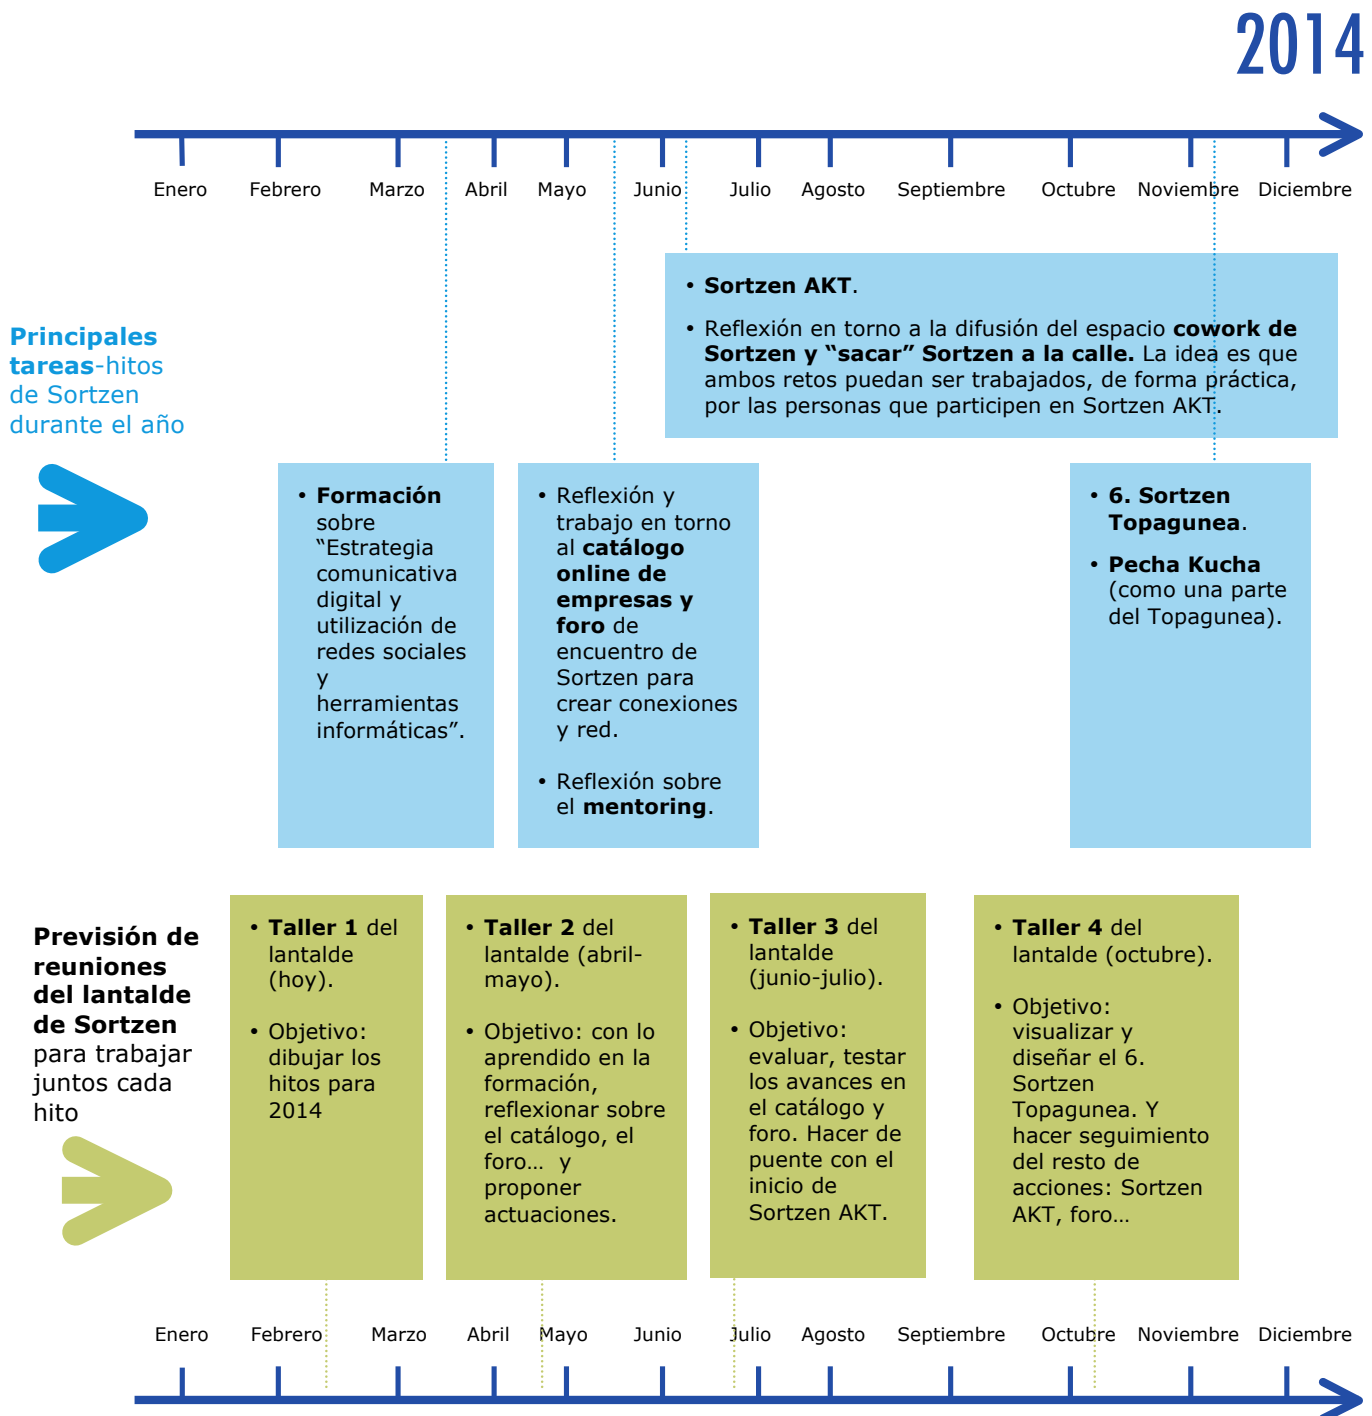 2014
Enero Febrero Marzo Abril Mayo Junio Julio Agosto Septiembre Octubre Noviembre Diciembre
Principales
tareas-hitos
de Sortzen
durante el año
• Sortzen AKT.
• Reflexión en torno a la difusión del espacio cowork de
Sortzen y “sacar” Sortzen a la calle. La idea es que
ambos retos puedan ser trabajados, de forma práctica,
por las personas que participen en Sortzen AKT.
• Formación
sobre
“Estrategia
comunicativa
digital y
utilización de
redes sociales
y
herramientas
informáticas”.
• Reflexión y
trabajo en torno
al catálogo
online de
empresas y
foro de
encuentro de
Sortzen para
crear conexiones
y red.
• Reflexión sobre
el mentoring.
• 6. Sortzen
Topagunea.
• Pecha Kucha
(como una parte
del Topagunea).
Previsión de
reuniones
del lantalde
de Sortzen
para trabajar
juntos cada
hito
• Taller 1 del
lantalde
(hoy).
• Objetivo:
dibujar los
hitos para
2014
• Taller 2 del
lantalde (abril-
mayo).
• Objetivo: con lo
aprendido en la
formación,
reflexionar sobre
el catálogo, el
foro… y
proponer
actuaciones.
• Taller 3 del
lantalde
(junio-julio).
• Objetivo:
evaluar, testar
los avances en
el catálogo y
foro. Hacer de
puente con el
inicio de
Sortzen AKT.
• Taller 4 del
lantalde (octubre).
• Objetivo:
visualizar y
diseñar el 6.
Sortzen
Topagunea. Y
hacer seguimiento
del resto de
acciones: Sortzen
AKT, foro…
Enero Febrero Marzo Abril Mayo Junio Julio Agosto Septiembre Octubre Noviembre Diciembre